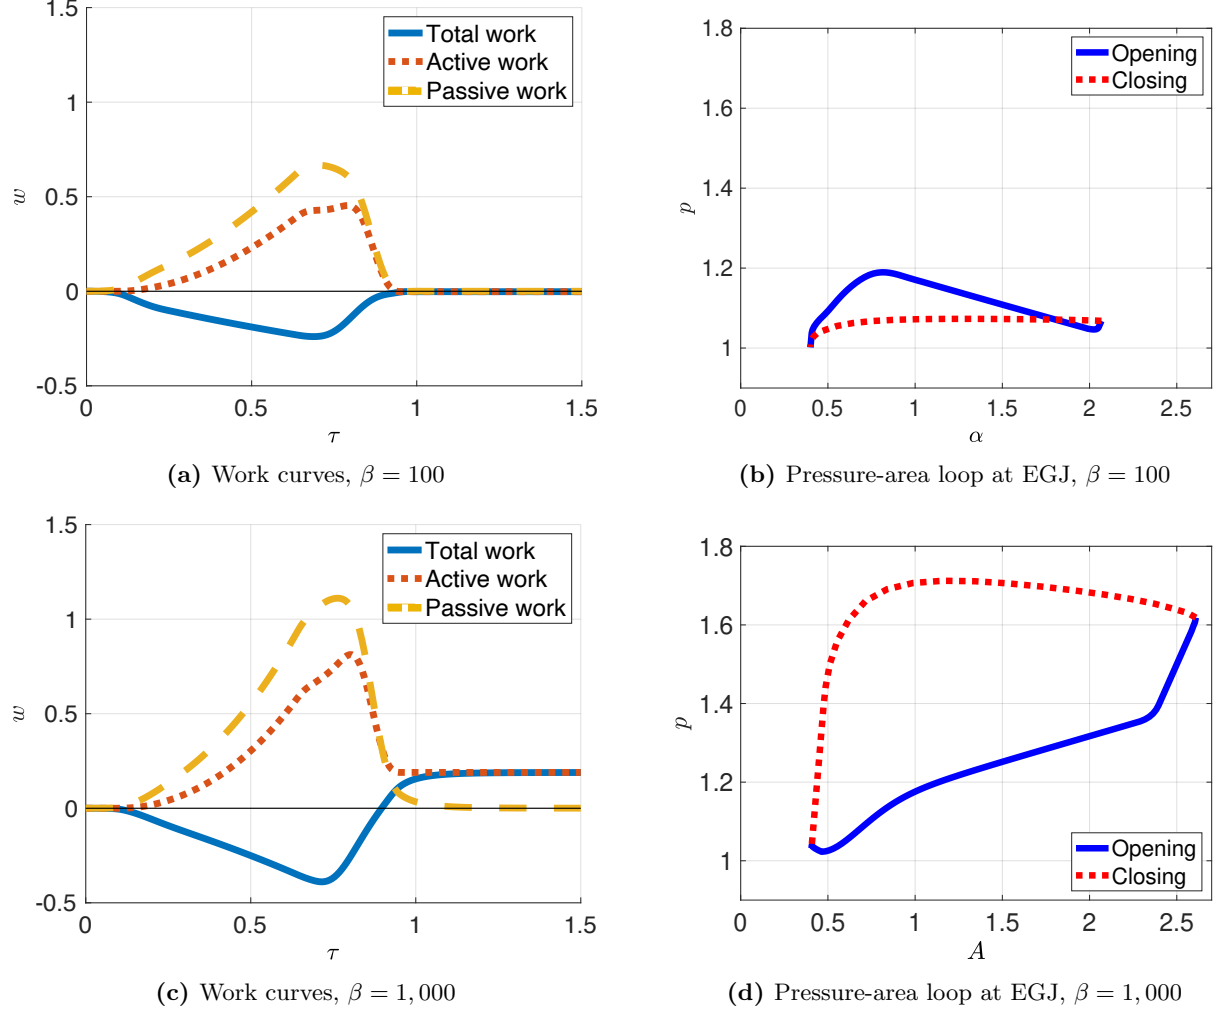 1.5
1
0.5
0
-0.5
w
0
0.5
1
1.5
τ
Total work
Active work
Passive work
(a) Work curves, β = 100
1.8
1.6
1.4
1.2
1
p
0
0.5
1
1.5
2
2.5
α
Opening
Closing
(b) Pressure-area loop at EGJ, β = 100
1.5
1
0.5
0
-0.5
w
0
0.5
1
1.5
τ
Total work
Active work
Passive work
(c) Work curves, β = 1, 000
1.8
1.6
1.4
1.2
1
p
0
0.5
1
1.5
2
2.5
A
Opening
Closing
(d) Pressure-area loop at EGJ, β = 1, 000